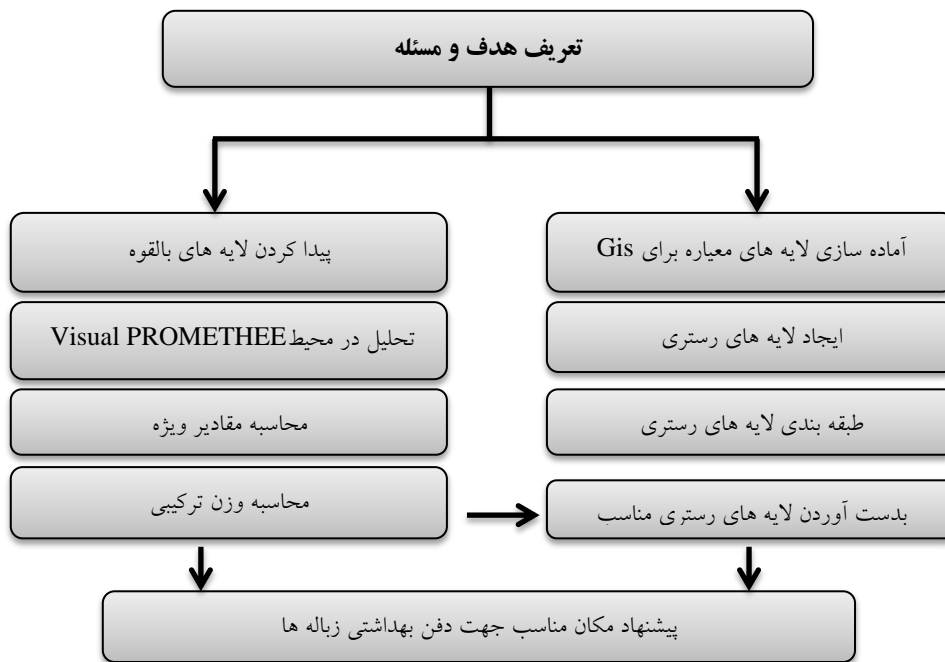 تعریف هدف و مسئله
آماده سازی لایه های معیاره برای Gis
ایجاد لایه های رستری
طبقه بندی لایه های رستری
بدست آوردن لایه های رستری مناسب
پیدا کردن لایه های بالقوه
تحلیل در محیط Visual PROMETHEE
محاسبه مقادیر ویژه
محاسبه وزن ترکیبی
پیشنهاد مکان مناسب جهت دفن بهداشتی زباله ها